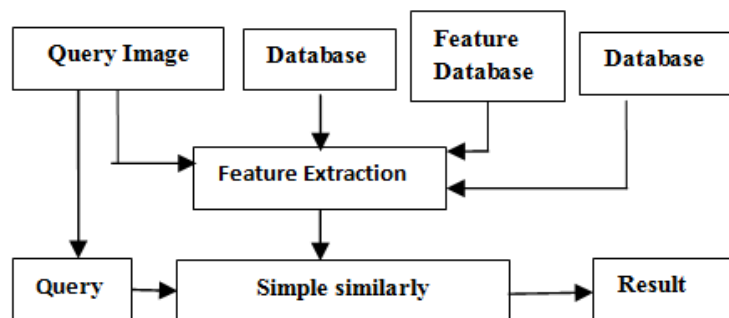 Query Image
Database
Feature
Database
Database
Feature Extraction
Query
Simple similarly
Result